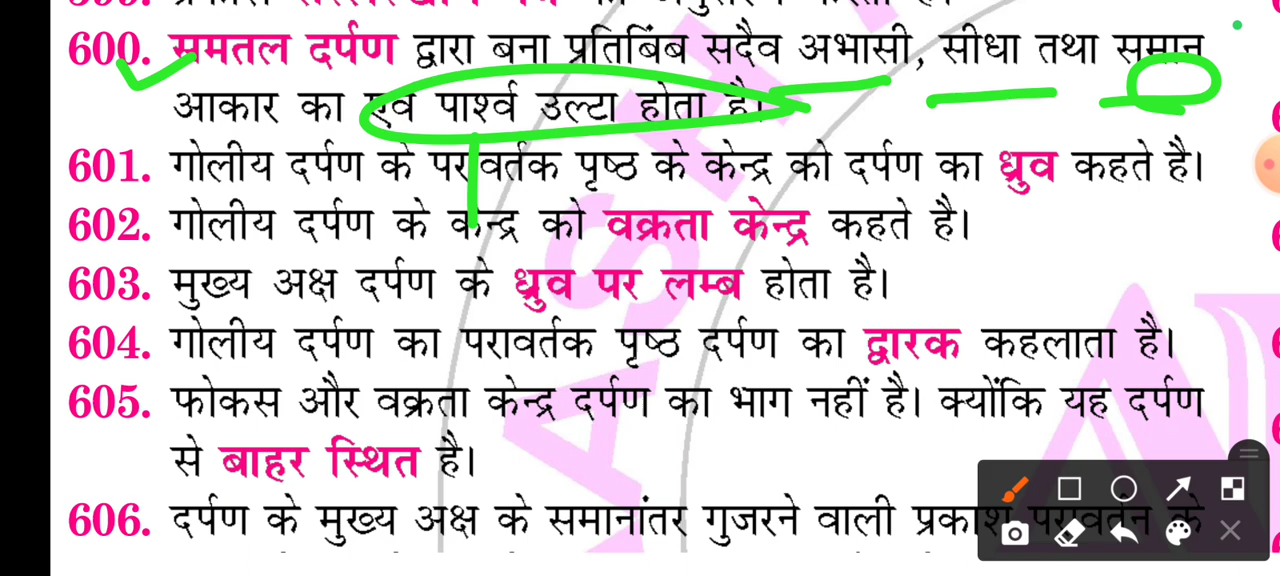 600. समतल दर्पण द्वारा बना प्रतिबिंब सदैव अभासी, सीधा तथा समान
आकार का एवं पार्श्व उल्टा होता है।
601. गोलीय दर्पण के परावर्तक पृष्ठ के केन्द्र को दर्पण का ध्रुव कहते है।
602. गोलीय दर्पण के केन्द्र को वक्रता केन्द्र कहते है।
603. मुख्य अक्ष दर्पण के ध्रुव पर लम्ब होता है।
604. गोलीय दर्पण का परावर्तक पृष्ठ दर्पण का द्वारक कहलाता है।
605. फोकस और वक्रता केन्द्र दर्पण का भाग नहीं है। क्योंकि यह दर्पण
से बाहर स्थित है।
606. दर्पण के मुख्य अक्ष के समानांतर गुजरने वाली प्रकाश परावर्तन के